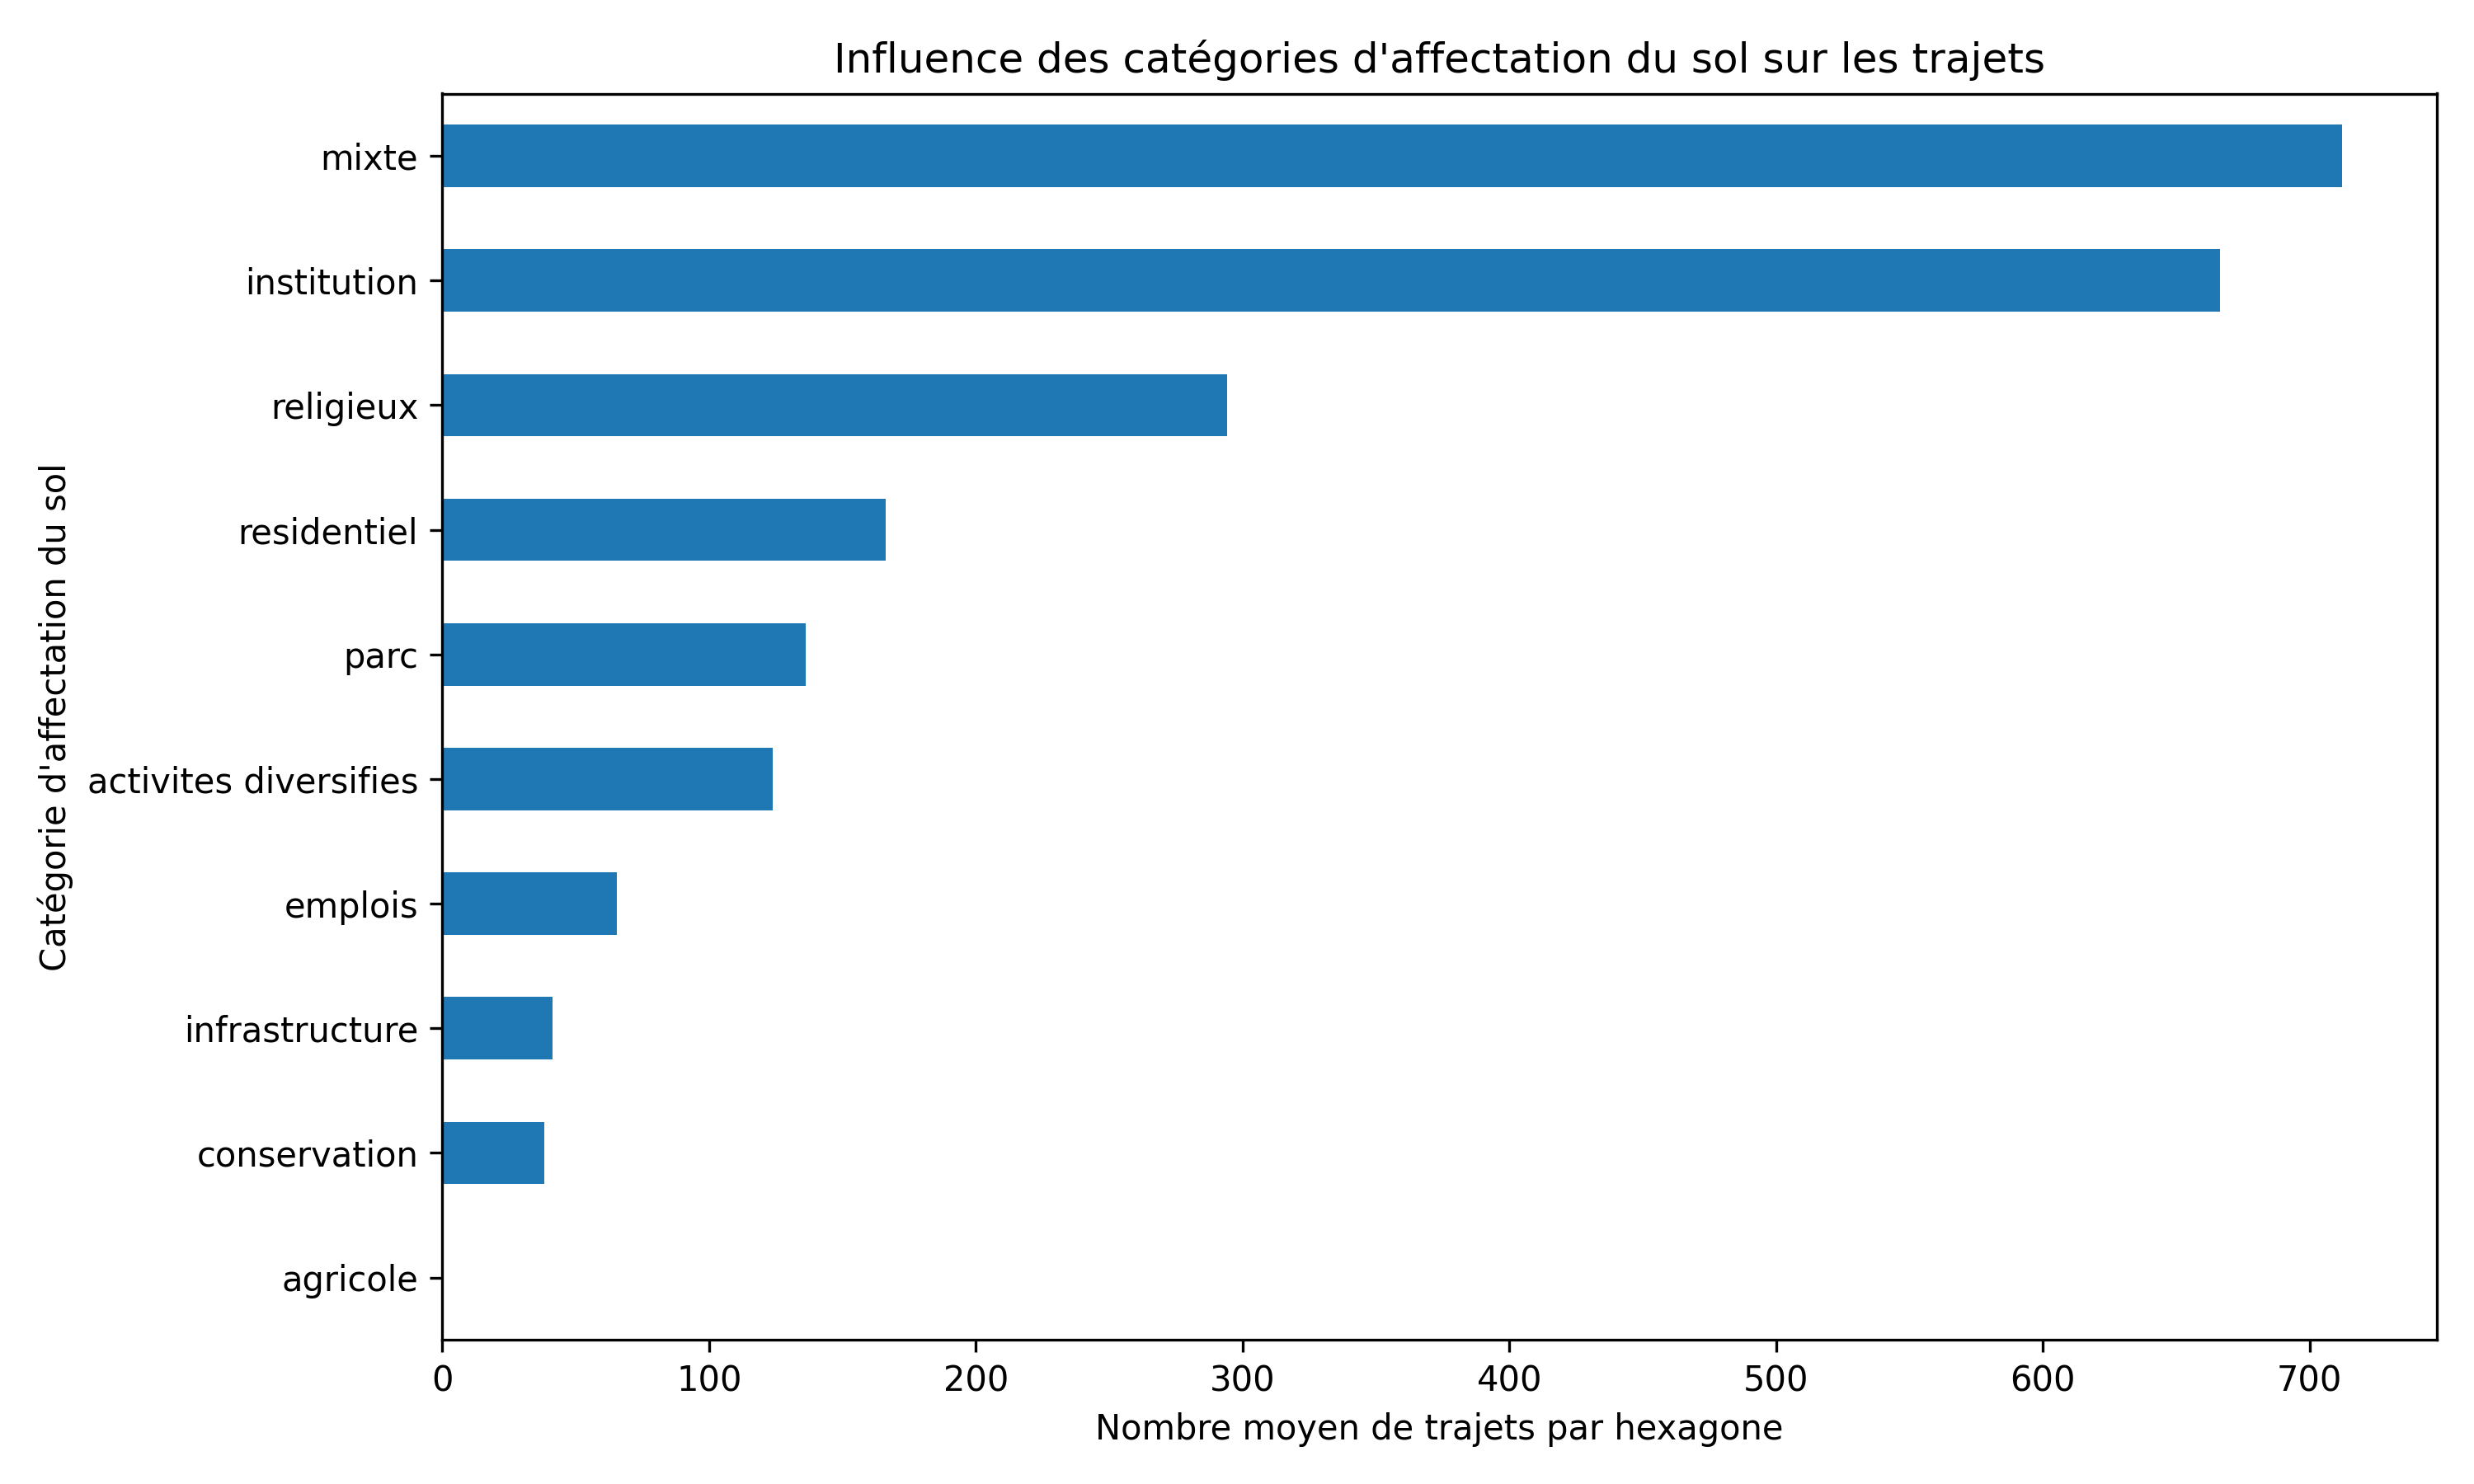 Influence des catégories d'affectation du sol sur les trajets
mixte
institution
religieux
residentiel
parc
activites diversifies
emplois
infrastructure
conservation
agricole
Catégorie d'affectation du sol
0 100 200 300 400 500 600 700
Nombre moyen de trajets par hexagone